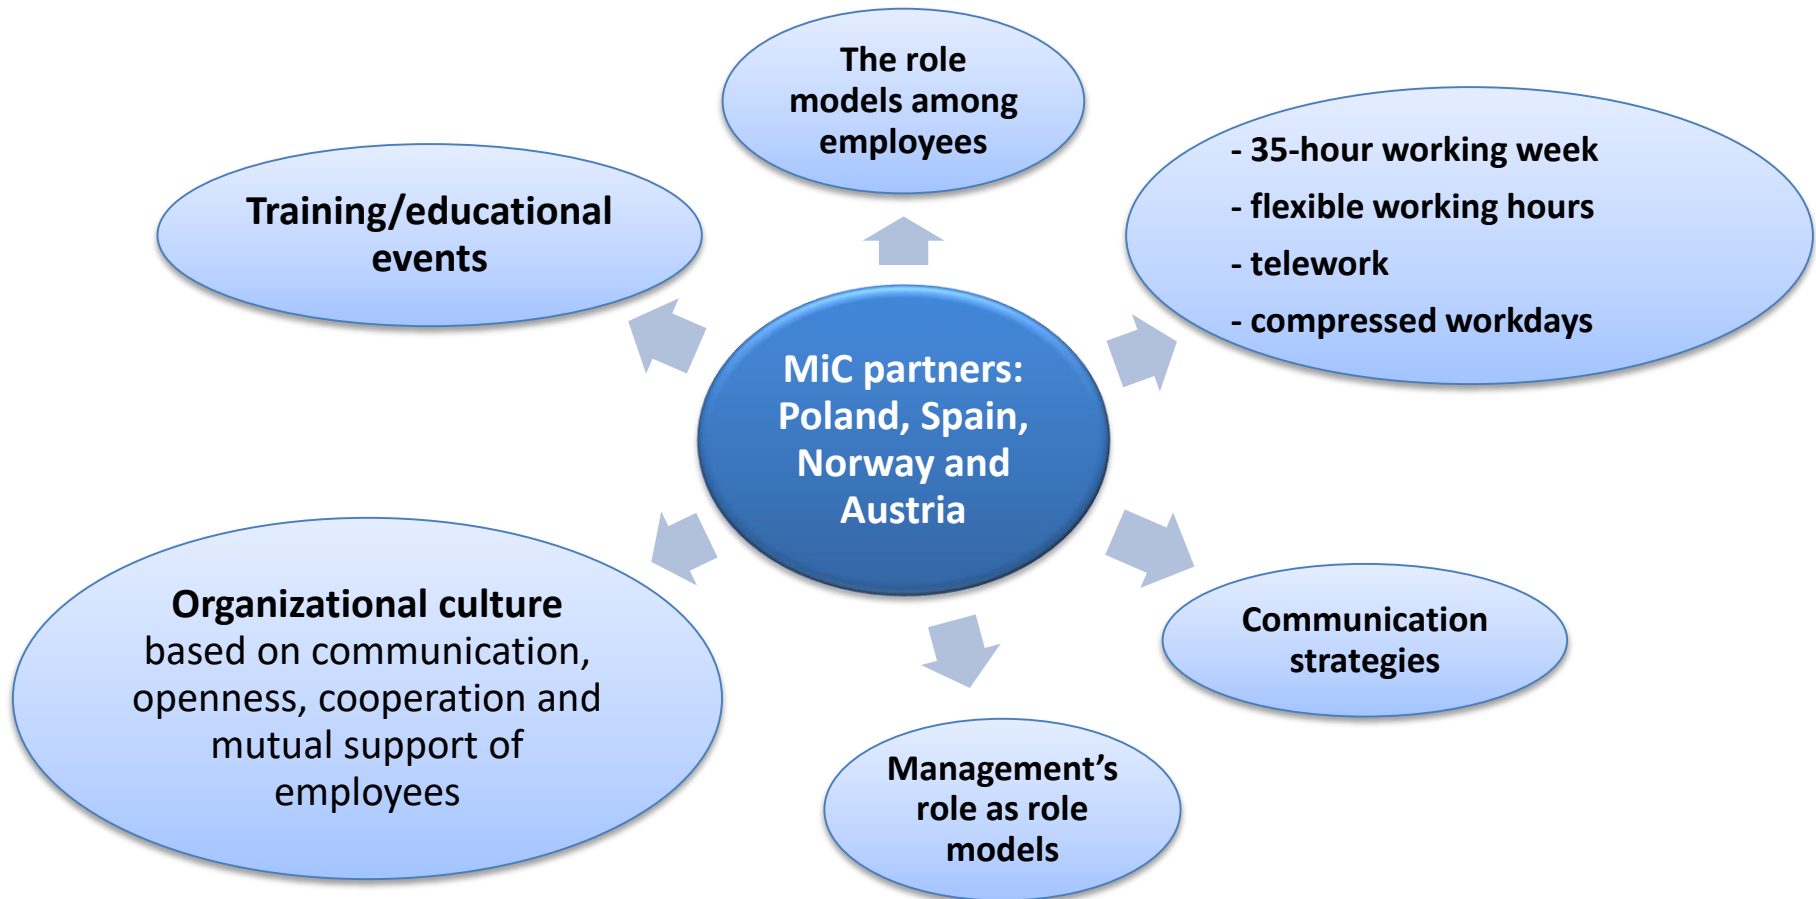 The role
models among
employees
- 35-hour working week
- flexible working hours
- telework
- compressed workdays
Training/educational
events
MiC partners:
Poland, Spain,
Norway and
Austria
Organizational culture
based on communication,
openness, cooperation and
mutual support of
employees
Communication
strategies
Management’s
role as role
models